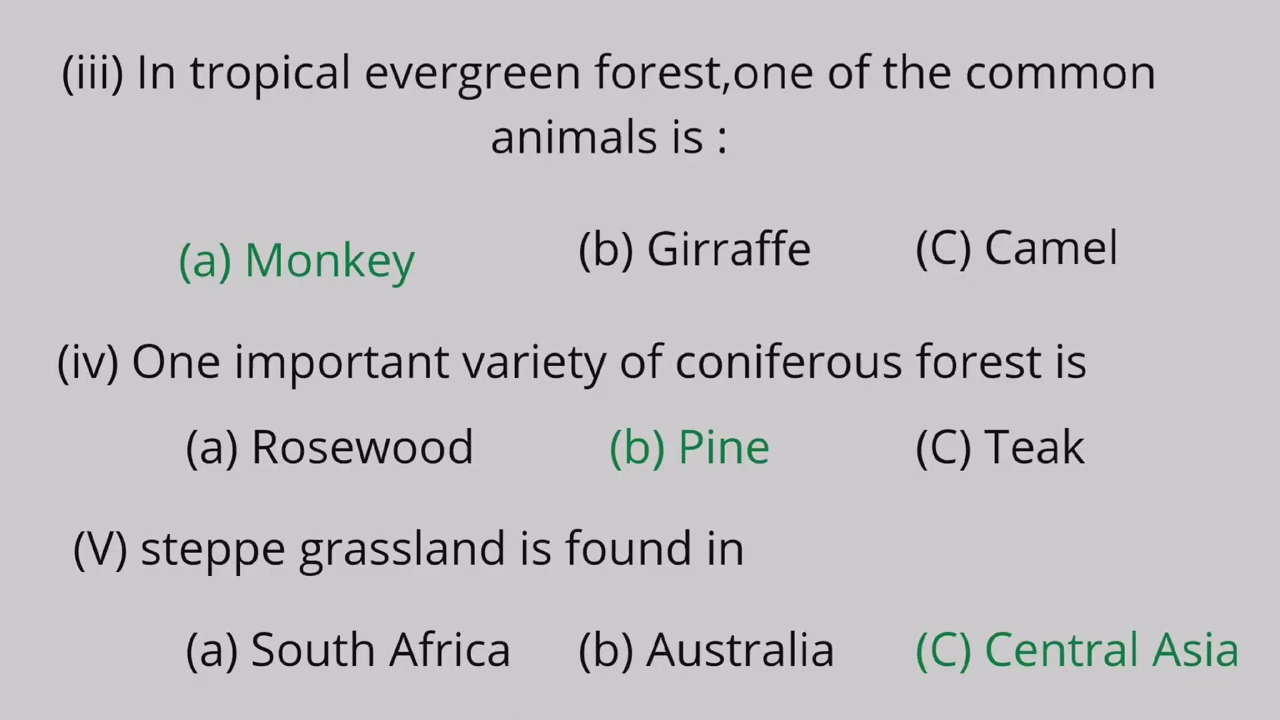 (iii) In tropical evergreen forest,one of the common
animals is :
(a) Monkey (b) Girraffe (C) Camel
(iv) One important variety of coniferous forest is
(a) Rosewood (b) Pine (C) Teak
(V) steppe grassland is found in
(a) South Africa (b) Australia (C) Central Asia